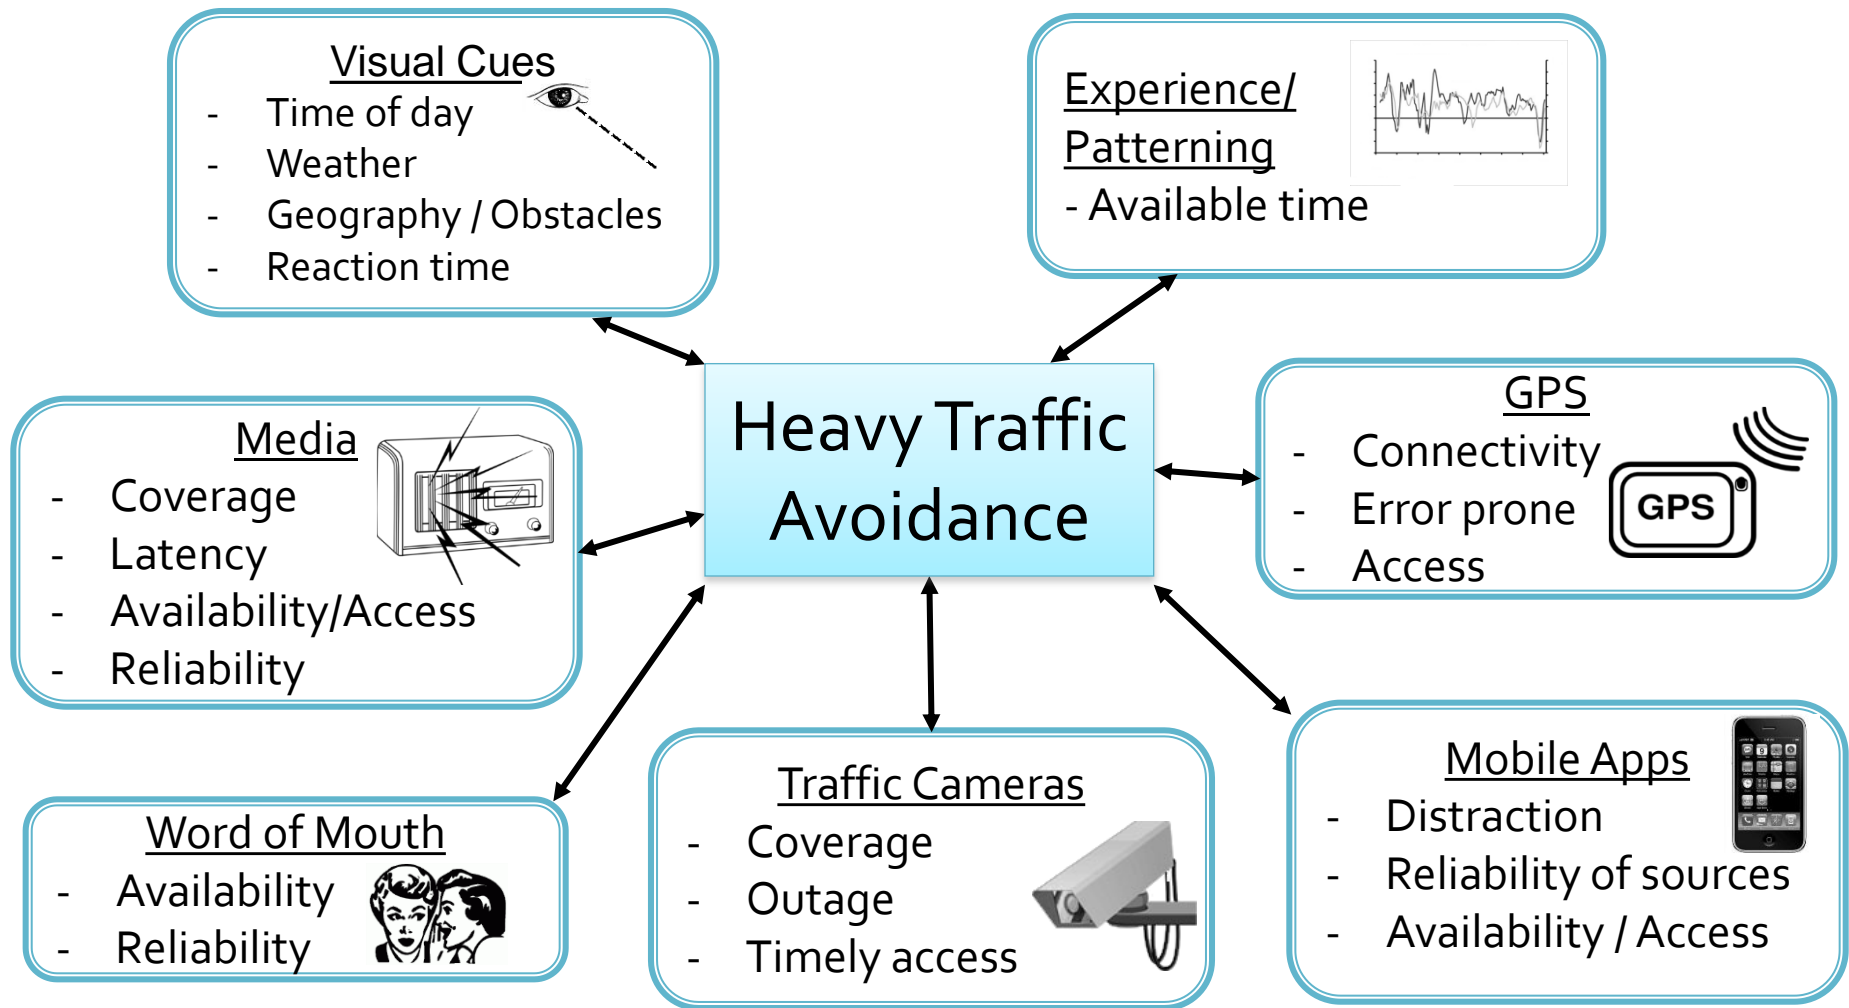 Visual Cues
- Time of day
- Weather
- Geography / Obstacles
- Reaction time
Experience/
Patterning
- Available time
Heavy Traffic
Avoidance
GPS
- Connectivity
- Error prone
- Access
GPS
Media
- Coverage
- Latency
- Availability/Access
- Reliability
Word of Mouth
- Availability
- Reliability
Traffic Cameras
- Coverage
- Outage
- Timely access
Mobile Apps
- Distraction
- Reliability of sources
- Availability / Access